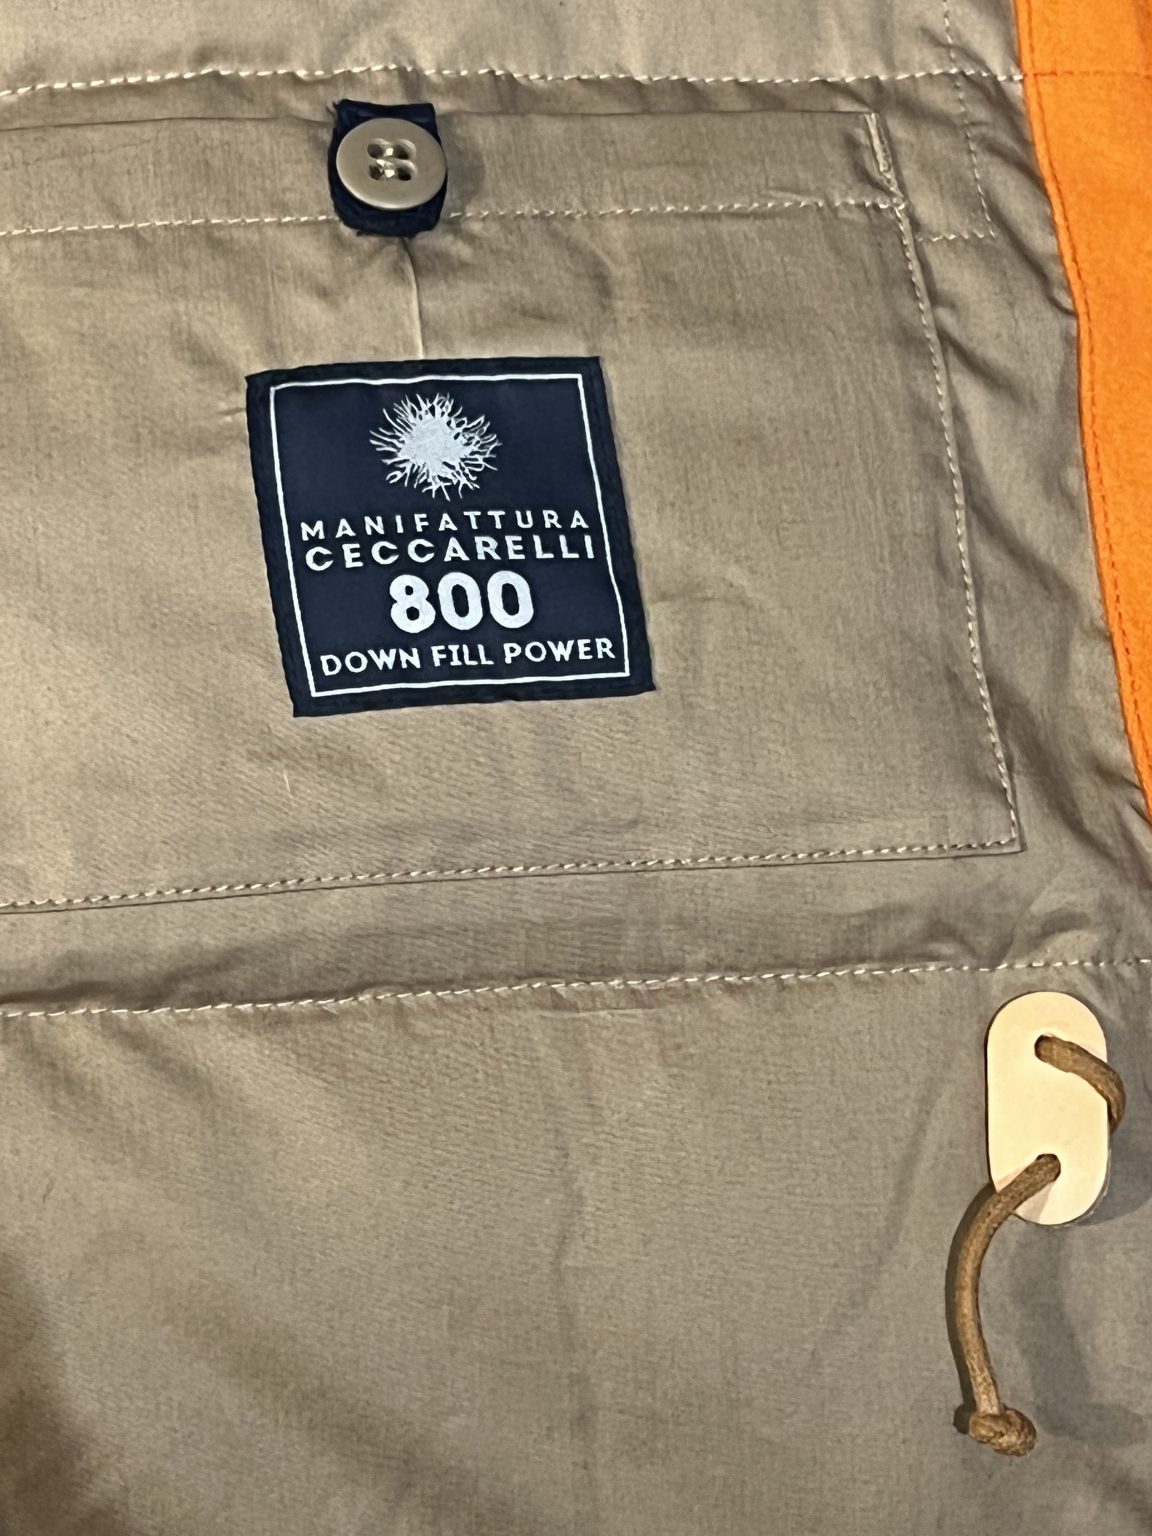 MANIFATTURA
CECCARELLI
800
DOWN FILL POWER